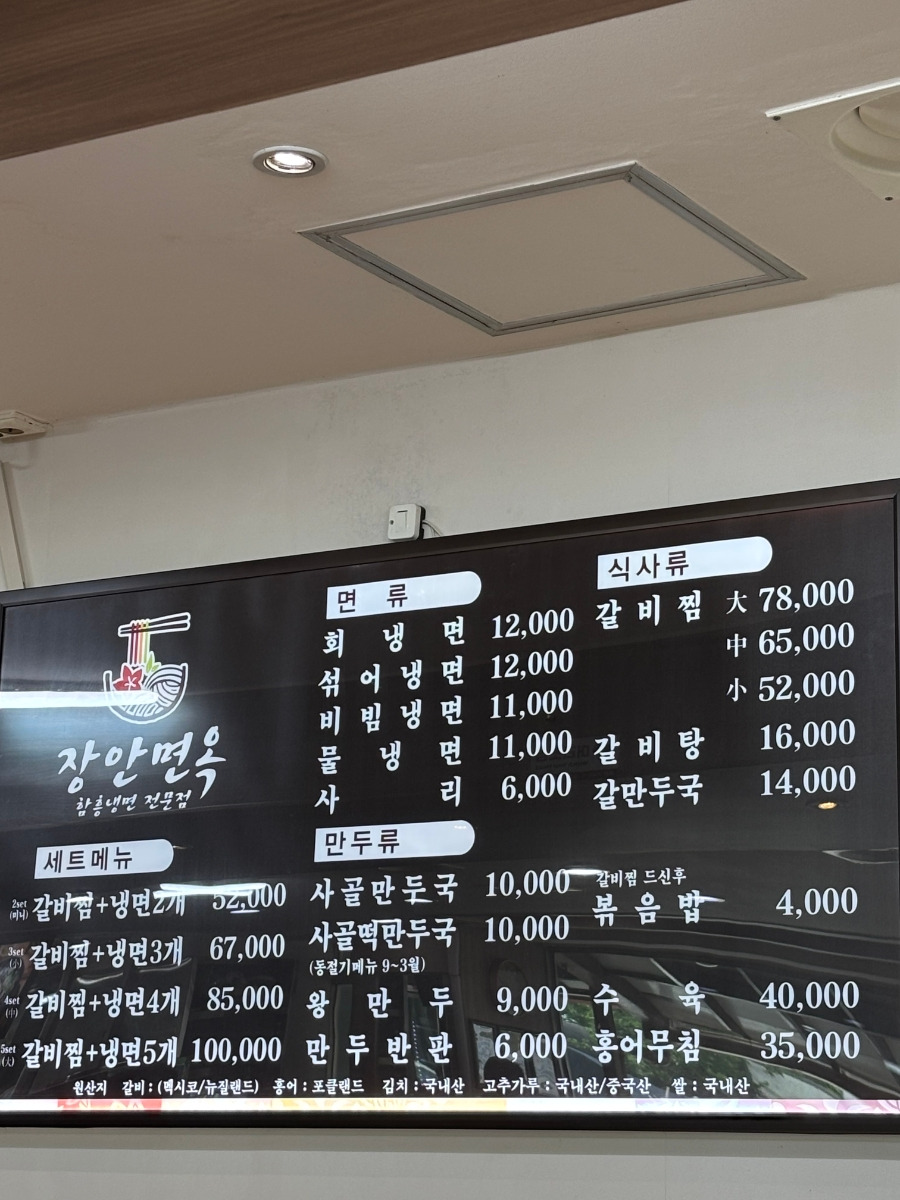 장안면옥
함흥냉면 전문점
세트메뉴
2set (미니) 갈비찜+냉면2개 52,000
3set (小) 갈비찜+냉면3개 67,000
4set (中) 갈비찜+냉면4개 85,000
5set (大) 갈비찜+냉면5개 100,000
면 류
회 냉 면 12,000
섞 어 냉 면 12,000
비 빔 냉 면 11,000
물 냉 면 11,000
사 리 6,000
만두류
사골만둣국 10,000
사골떡만두국 10,000
(동절기메뉴 9~3월)
왕 만 두 9,000
만 두 반 판 6,000
식사류
갈 비 찜 大 78,000
中 65,000
小 52,000
갈 비 탕 16,000
갈만두국 14,000
갈비찜 드신후
볶 음 밥 4,000
수 육 40,000
홍어무침 35,000
원산지 갈비 : (멕시코/뉴질랜드) 홍어 : 포클랜드 김치 : 국내산 고추가루 : 국내산/중국산 쌀 : 국내산